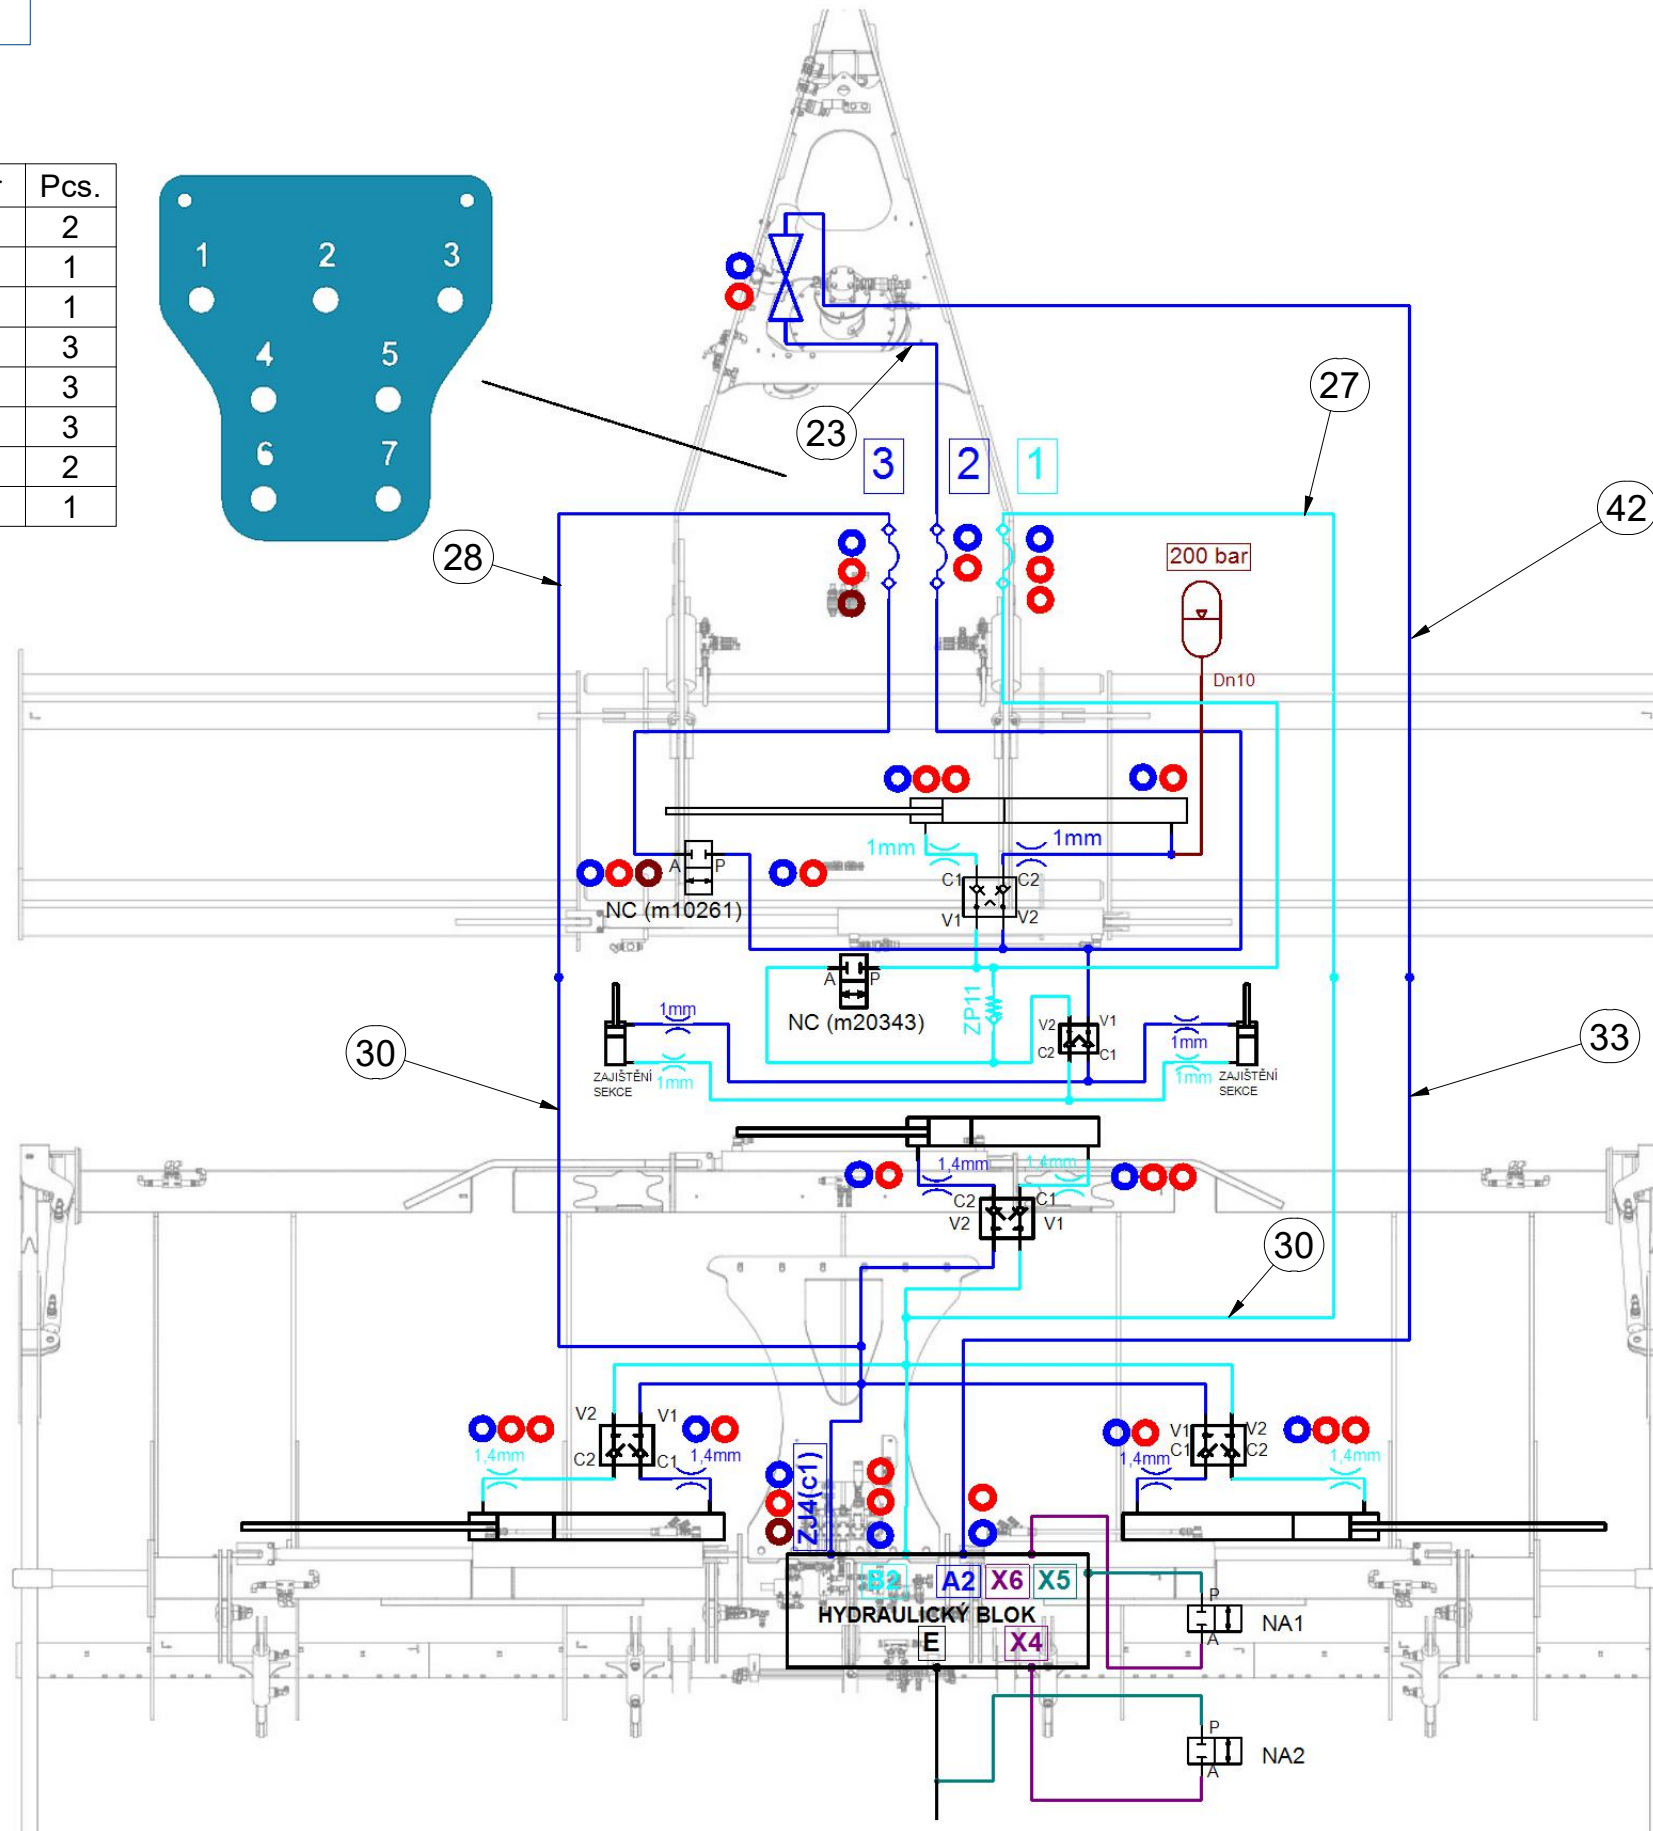 Pcs.
2
1
1
3
3
3
2
1
1 2 3
4 5
6 7
23
27
3 2 1
42
28
200 bar
Dn10
1mm 1mm
A P
C1 C2
NC (m10261)
V1 V2
A P
NC (m20343)
ZP11
1mm
V2 V1
1mm
30
33
C2 C1
ZAJIŠTĚNÍ
SEKCE
1mm
1mm
ZAJIŠTĚNÍ
SEKCE
1,4mm 1,4mm
C2 C1
V2 V1
30
V2 V1
V1 V2
C2 C1
C1 C2
1,4mm 1,4mm
1,4mm 1,4mm
ZJ4(c1)
B2 A2 X6 X5
HYDRAULICKÝ BLOK
E X4
P
NA1
A
P
NA2
A